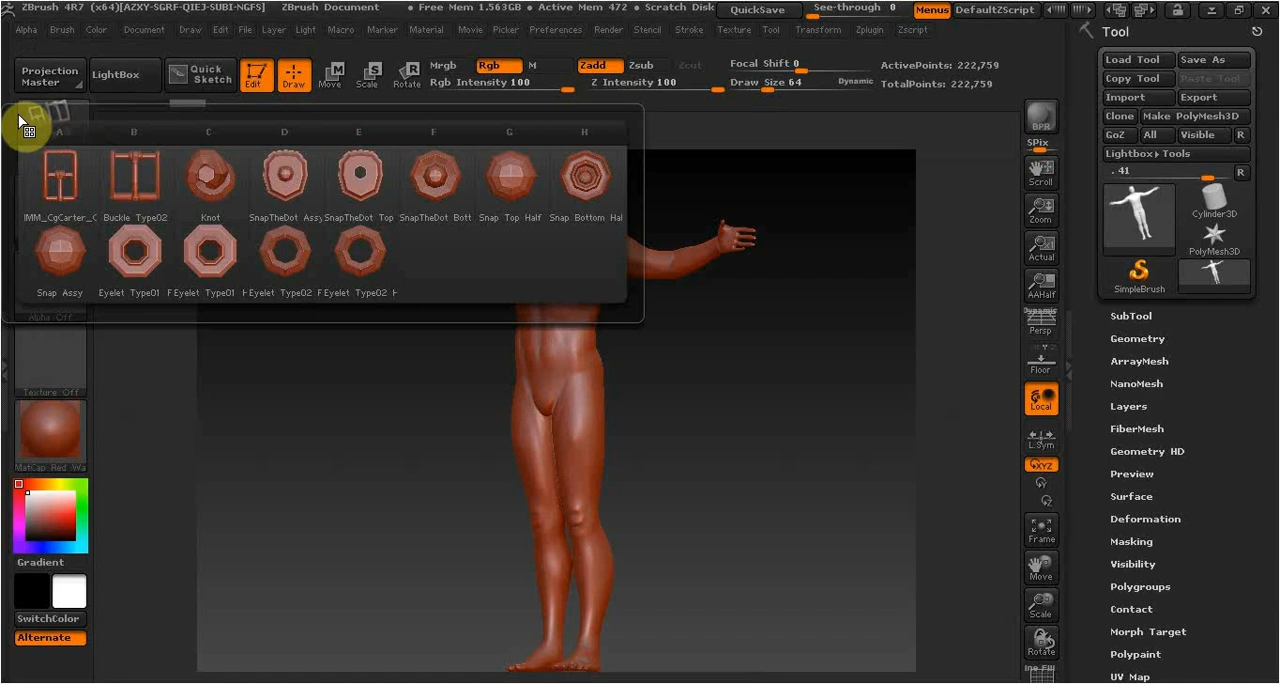 ZBrush 4R7 (x64)[AZXY-SGRF-QIEJ-SUBI-NGFS] ZBrush Document • Free Mem 1.563GB • Active Mem 472 • Scratch Disk QuickSave See-through 0 Menus DefaultZScript
Alpha Brush Color Document Draw Edit File Layer Light Macro Marker Material Movie Picker Preferences Render Stencil Stroke Texture Tool Transform Zplugin Zscript
Tool
Projection Master
LightBox
Quick Sketch
Edit
Draw
Move
Scale
Rotate
Mrgb Rgb M
Rgb Intensity 100
Zadd Zsub
Z Intensity 100
Focal Shift 0
Draw Size 64 Dynamic
ActivePoints: 222,759
TotalPoints: 222,759
Load Tool Save As
Copy Tool Paste Tool
Import Export
Clone Make PolyMesh3D
GoZ All Visible R
Lightbox▸Tools
. 41 R
Cylinder3D
PolyMesh3D
SimpleBrush
A B C D E F G H
IMM_CgCarter_C Buckle Type02 Knot SnapTheDot Assy SnapTheDot Top SnapTheDot Bott Snap Top Half Snap Bottom Hal
Snap Assy Eyelet Type01 F Eyelet Type01 H Eyelet Type02 F Eyelet Type02 H
Alpha Off
Texture Off
MatCap Red Wa
Gradient
SwitchColor
Alternate
BPR
SPix
Scroll
Zoom
Actual
AAHalf
Dynamic
Persp
Floor
Local
L.Sym
XYZ
Y
Z
Frame
Move
Scale
Rotate
Ine Fill
SubTool
Geometry
ArrayMesh
NanoMesh
Layers
FiberMesh
Geometry HD
Preview
Surface
Deformation
Masking
Visibility
Polygroups
Contact
Morph Target
Polypaint
UV Map